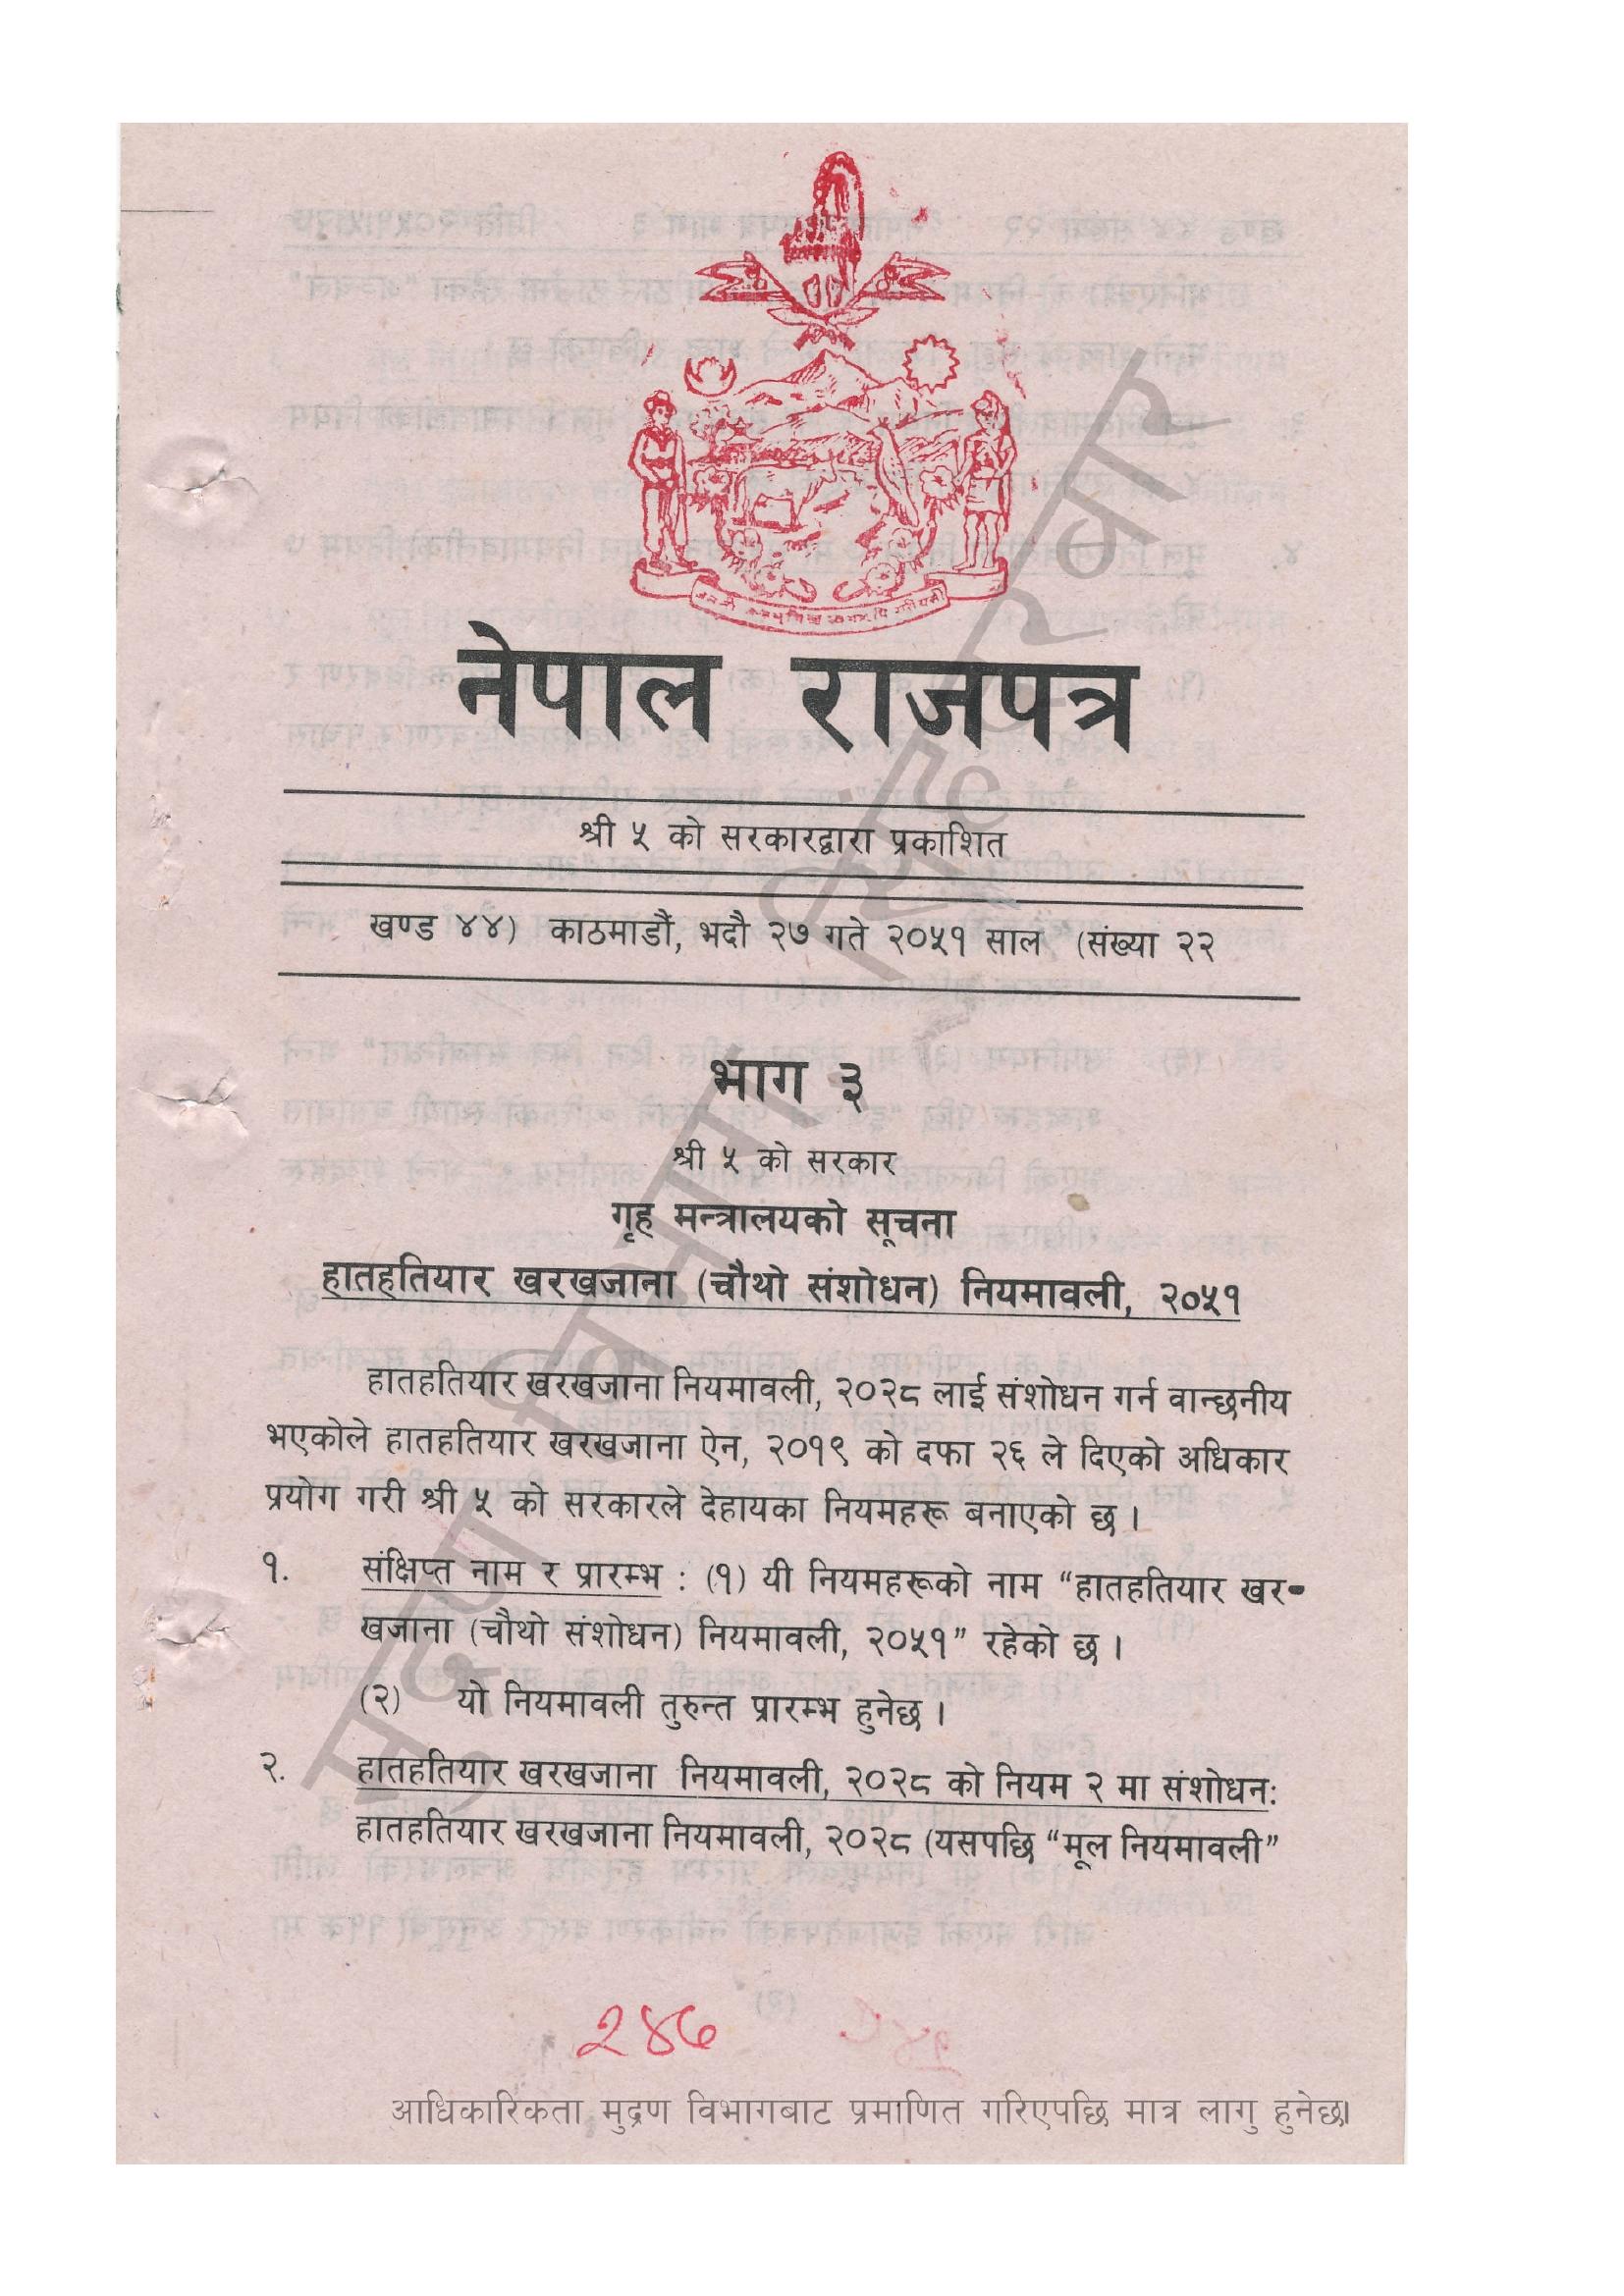 नेपाल राजपत्र
श्री ५ को सरकारद्वारा प्रकाशित
खण्ड ४४) काठमाडौं, भदौ २७ गते २०५१ साल (संख्या २२
भाग ३
श्री ५ को सरकार
गृह मन्त्रालयको सूचना
हातहतियार खरखजाना (चौथो संशोधन) नियमावली, २०५१
हातहतियार खरखजाना नियमावली, २०२८ लाई संशोधन गर्न वान्छनीय
भएकोले हातहतियार खरखजाना ऐन, २०१९ को दफा २६ ले दिएको अधिकार
प्रयोग गरी श्री ५ को सरकारले देहायका नियमहरू बनाएको छ ।
१. संक्षिप्त नाम र प्रारम्भ : (१) यी नियमहरूको नाम “हातहतियार खर-
खजाना (चौथो संशोधन) नियमावली, २०५१” रहेको छ ।
(२) यो नियमावली तुरुन्त प्रारम्भ हुनेछ ।
२. हातहतियार खरखजाना नियमावली, २०२८ को नियम २ मा संशोधन:
हातहतियार खरखजाना नियमावली, २०२८ (यसपछि “मूल नियमावली”
२४७
आधिकारिकता मुद्रण विभागबाट प्रमाणित गरिएपछि मात्र लागु हुनेछ।
मुद्रण विभाग, सिंहदरबार